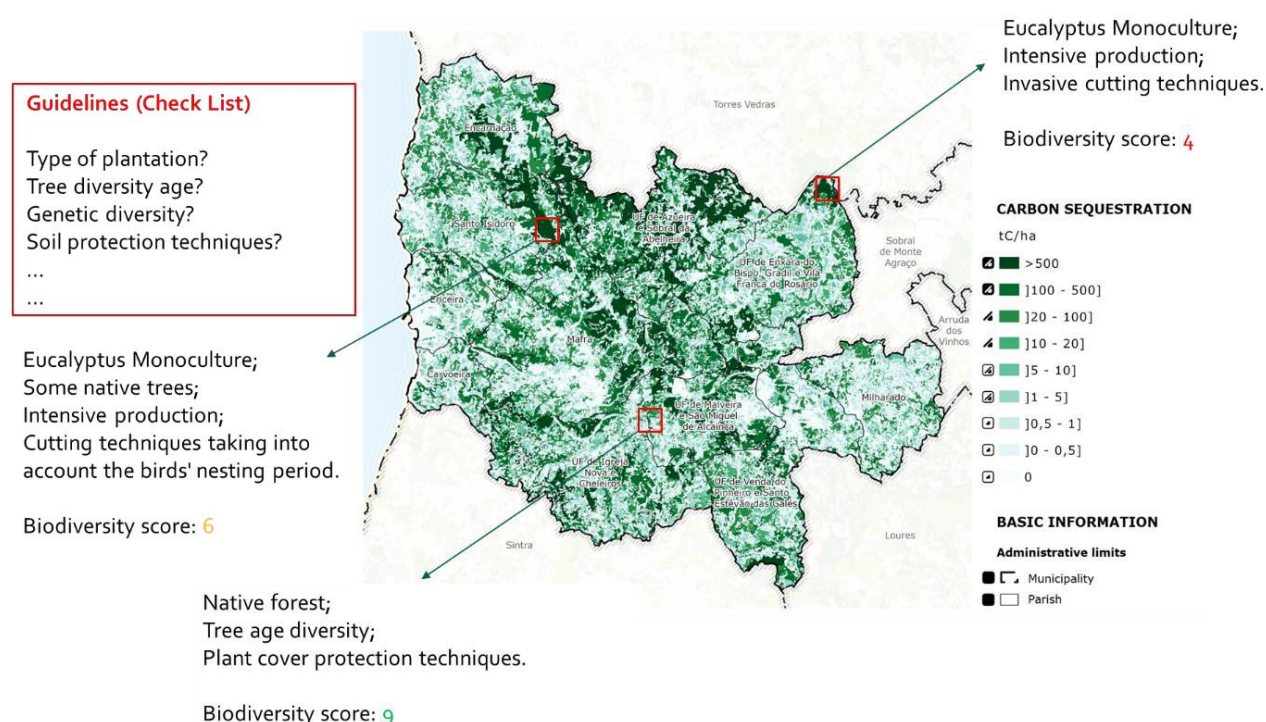 Guidelines (Check List)
Type of plantation?
Tree diversity age?
Genetic diversity?
Soil protection techniques?
...
...
Eucalyptus Monoculture;
Some native trees;
Intensive production;
Cutting techniques taking into
account the birds' nesting period.
Biodiversity score: 6
Native forest;
Tree age diversity;
Plant cover protection techniques.
Biodiversity score: 9
Eucalyptus Monoculture;
Intensive production;
Invasive cutting techniques.
Biodiversity score: 4
Torres Vedras
Encarnação
Santo Isidoro
UF de Azueira
e Sobral da
Abelheira
UF de Enxara do
Bispo, Gradil e Vila
Franca do Rosário
Sobral
de Monte
Agraço
Ericeira
Arruda
dos
Vinhos
Mafra
Carvoeira
Milharado
UF de Malveira
e São Miguel
de Alcainça
UF de Igreja
Nova e
Cheleiros
UF de Venda do
Pinheiro e Santo
Estêvão das Galés
Sintra
Loures
CARBON SEQUESTRATION
tC/ha
>500
]100 - 500]
]20 - 100]
]10 - 20]
]5 - 10]
]1 - 5]
]0,5 - 1]
]0 - 0,5]
0
BASIC INFORMATION
Administrative limits
Municipality
Parish